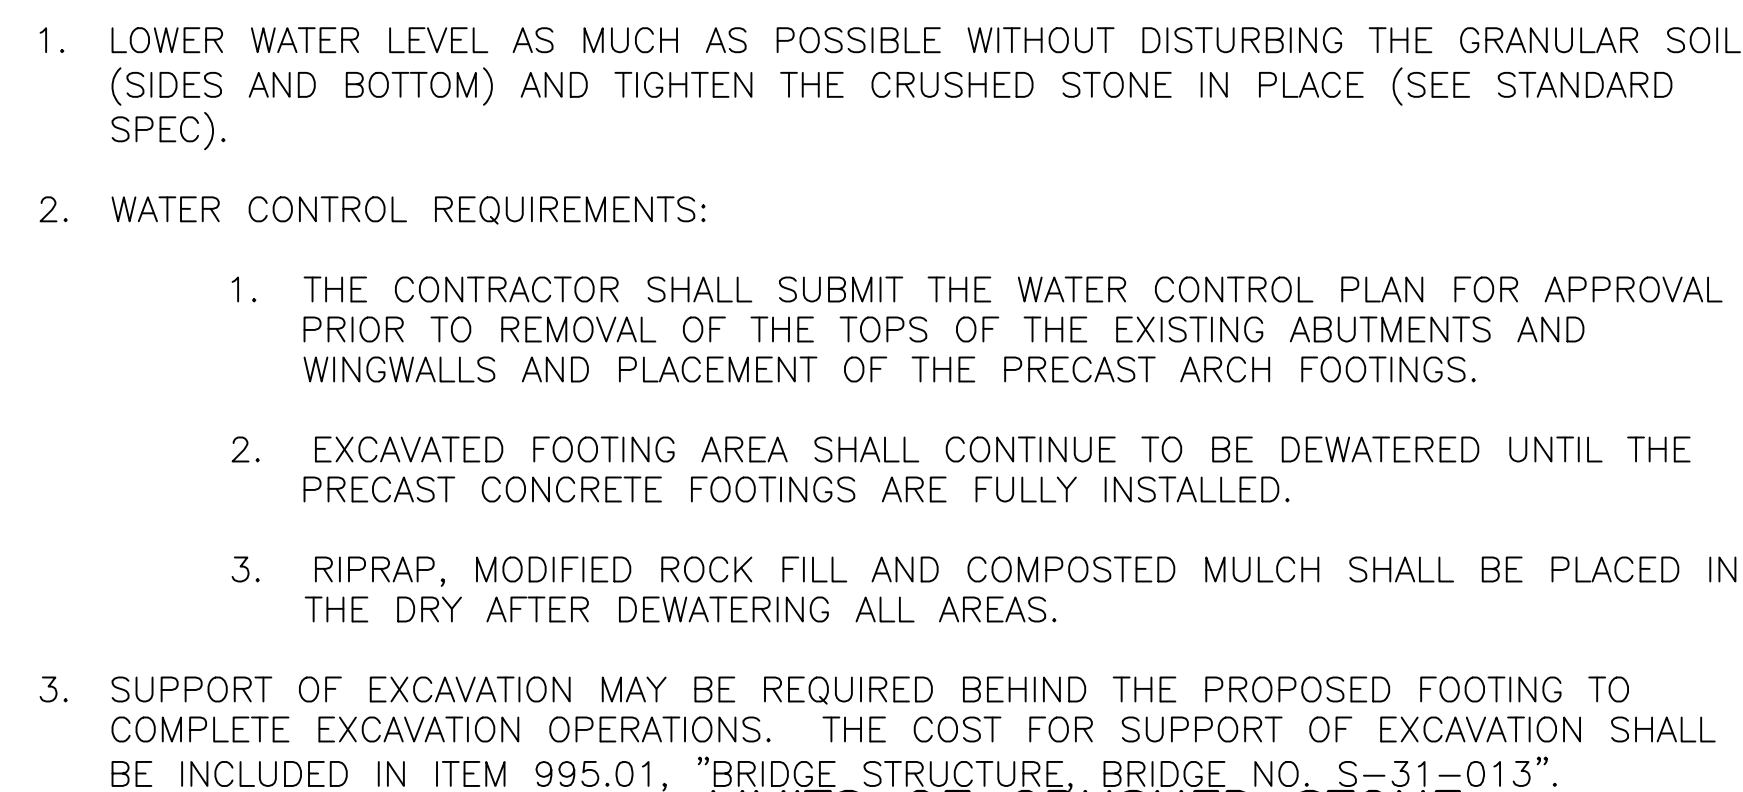 1. LOWER WATER LEVEL AS MUCH AS POSSIBLE WITHOUT DISTURBING THE GRANULAR SOIL
(SIDES AND BOTTOM) AND TIGHTEN THE CRUSHED STONE IN PLACE (SEE STANDARD
SPEC).
2. WATER CONTROL REQUIREMENTS:
1. THE CONTRACTOR SHALL SUBMIT THE WATER CONTROL PLAN FOR APPROVAL
PRIOR TO REMOVAL OF THE TOPS OF THE EXISTING ABUTMENTS AND
WINGWALLS AND PLACEMENT OF THE PRECAST ARCH FOOTINGS.
2. EXCAVATED FOOTING AREA SHALL CONTINUE TO BE DEWATERED UNTIL THE
PRECAST CONCRETE FOOTINGS ARE FULLY INSTALLED.
3. RIPRAP, MODIFIED ROCK FILL AND COMPOSTED MULCH SHALL BE PLACED IN
THE DRY AFTER DEWATERING ALL AREAS.
3. SUPPORT OF EXCAVATION MAY BE REQUIRED BEHIND THE PROPOSED FOOTING TO
COMPLETE EXCAVATION OPERATIONS. THE COST FOR SUPPORT OF EXCAVATION SHALL
BE INCLUDED IN ITEM 995.01, "BRIDGE STRUCTURE, BRIDGE NO. S-31-013".